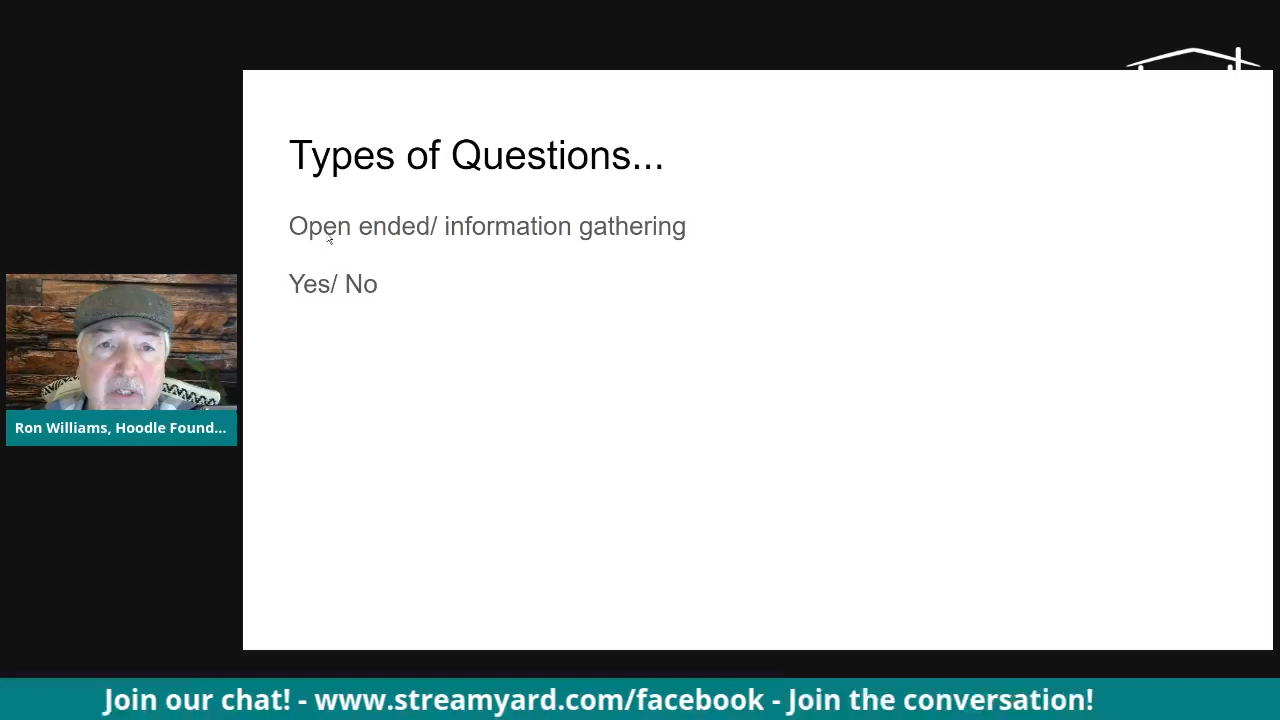 Types of Questions...
Open ended/ information gathering
Yes/ No
Ron Williams, Hoodle Found...
Join our chat! - www.streamyard.com/facebook - Join the conversation!